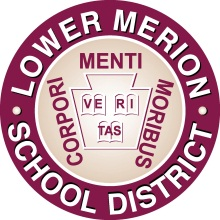 LOWER MERION
SCHOOL DISTRICT
CORPORI
MENTI
MORIBUS
VE RI
TAS